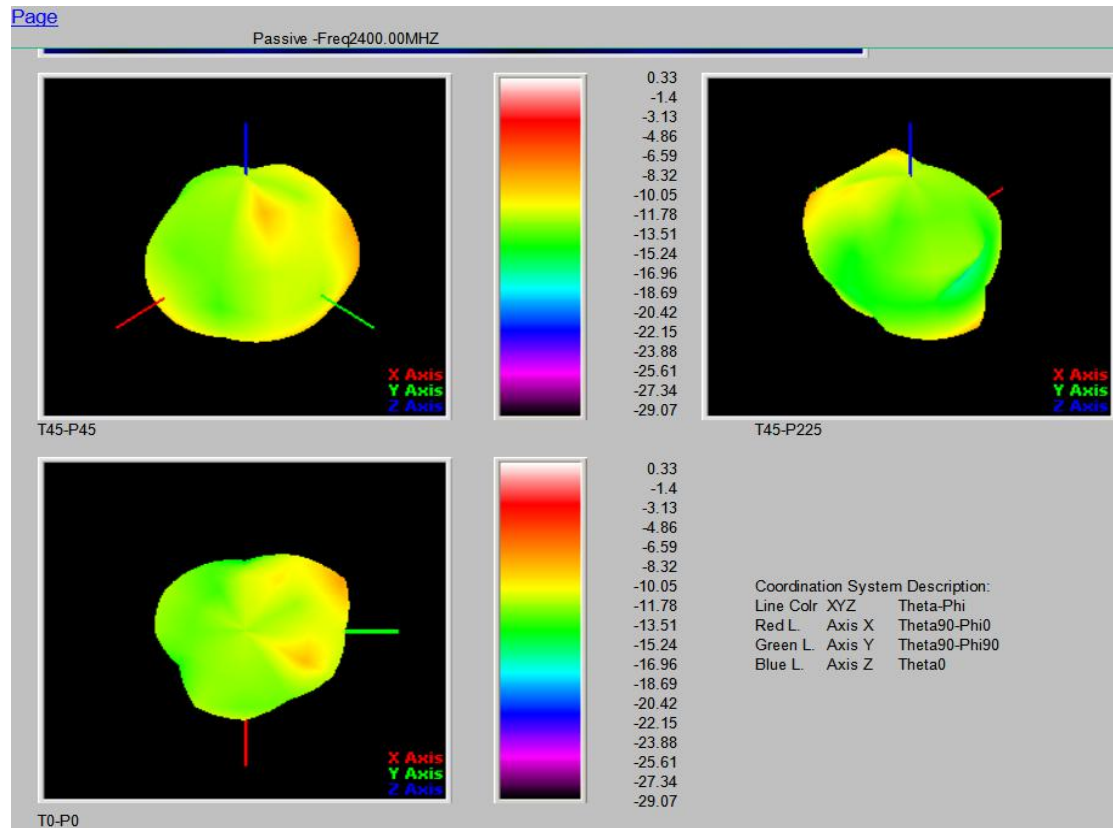 Page
Passive -Freq2400.00MHZ
0.33
-1.4
-3.13
-4.86
-6.59
-8.32
-10.05
-11.78
-13.51
-15.24
-16.96
-18.69
-20.42
-22.15
-23.88
-25.61
-27.34
-29.07
X Axis
Y Axis
Z Axis
X Axis
Y Axis
Z Axis
T45-P45
T45-P225
0.33
-1.4
-3.13
-4.86
-6.59
-8.32
-10.05
-11.78
-13.51
-15.24
-16.96
-18.69
-20.42
-22.15
-23.88
-25.61
-27.34
-29.07
Coordination System Description:
Line Colr XYZ Theta-Phi
Red L. Axis X Theta90-Phi0
Green L. Axis Y Theta90-Phi90
Blue L. Axis Z Theta0
X Axis
Y Axis
Z Axis
T0-P0